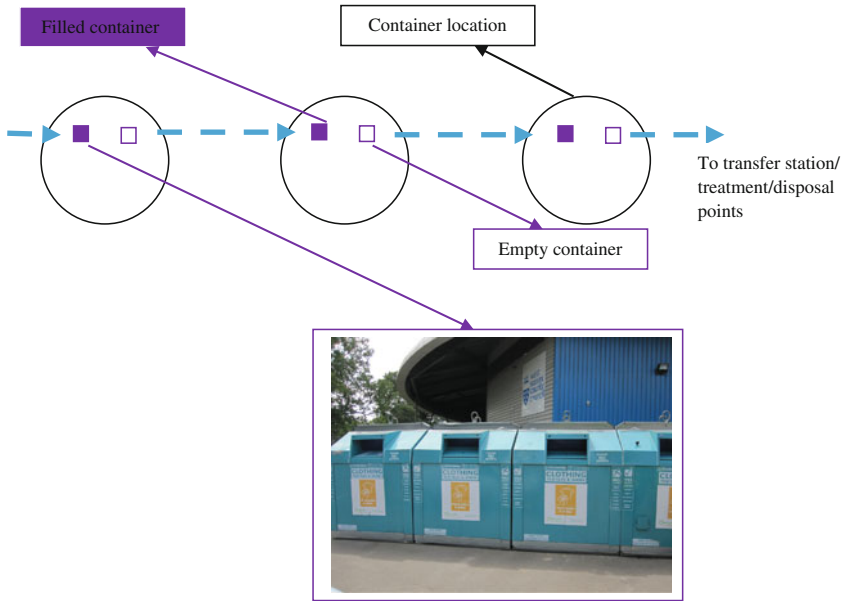 Filled container
Container location
To transfer station/
treatment/disposal
points
Empty container
CLOTHING
CLOTHING
CLOTHING